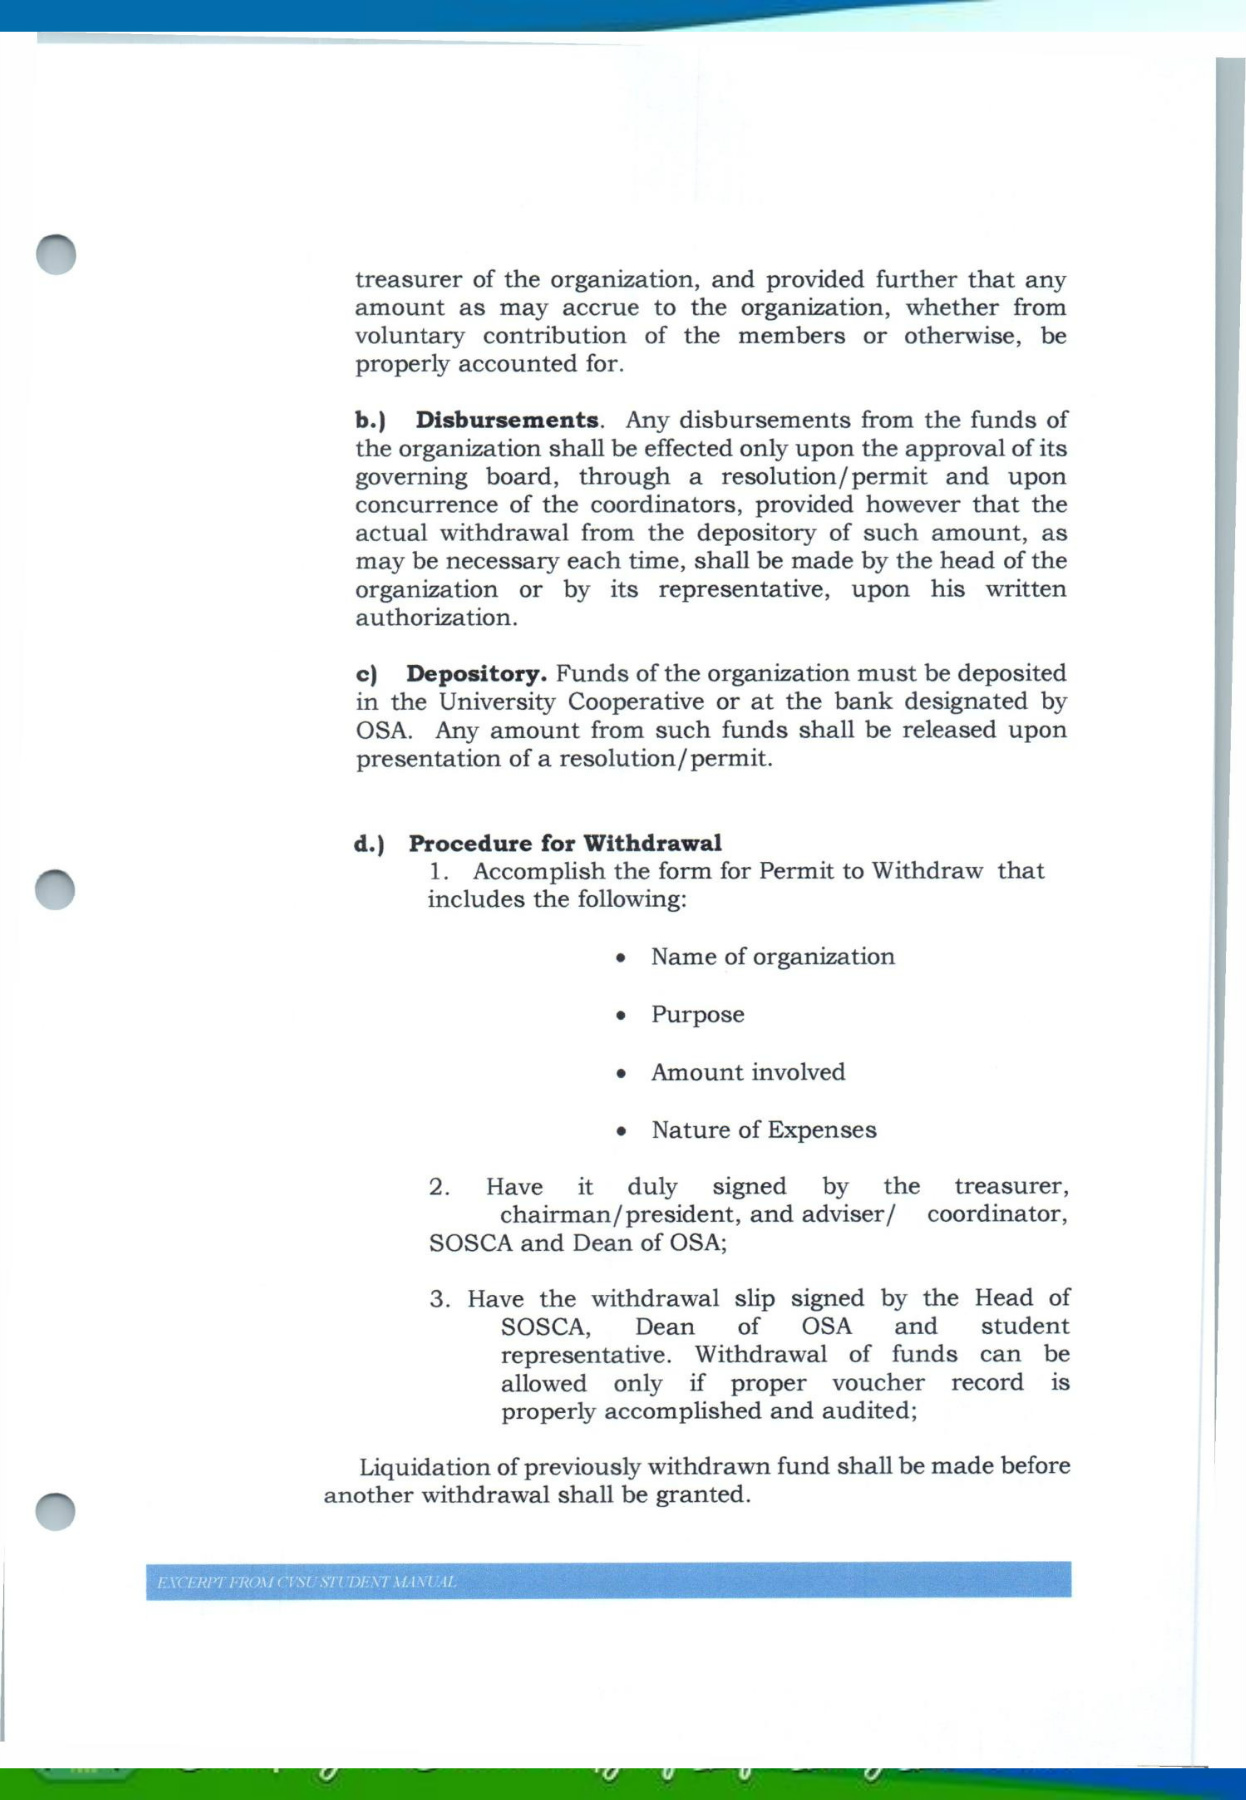 treasurer of the organization, and provided further that any
amount as may accrue to the organization, whether from
voluntary contribution of the members or otherwise, be
properly accounted for.
b.) Disbursements. Any disbursements from the funds of
the organization shall be effected only upon the approval of its
governing board, through a resolution/permit and upon
concurrence of the coordinators, provided however that the
actual withdrawal from the depository of such amount, as
may be necessary each time, shall be made by the head of the
organization or by its representative, upon his written
authorization.
c) Depository. Funds of the organization must be deposited
in the University Cooperative or at the bank designated by
OSA. Any amount from such funds shall be released upon
presentation of a resolution/permit.
d.) Procedure for Withdrawal
1. Accomplish the form for Permit to Withdraw that
includes the following:
• Name of organization
• Purpose
• Amount involved
• Nature of Expenses
2. Have it duly signed by the treasurer,
chairman/president, and adviser/ coordinator,
SOSCA and Dean of OSA;
3. Have the withdrawal slip signed by the Head of
SOSCA, Dean of OSA and student
representative. Withdrawal of funds can be
allowed only if proper voucher record is
properly accomplished and audited;
Liquidation of previously withdrawn fund shall be made before
another withdrawal shall be granted.
EXCERPT FROM CVSU STUDENT MANUAL